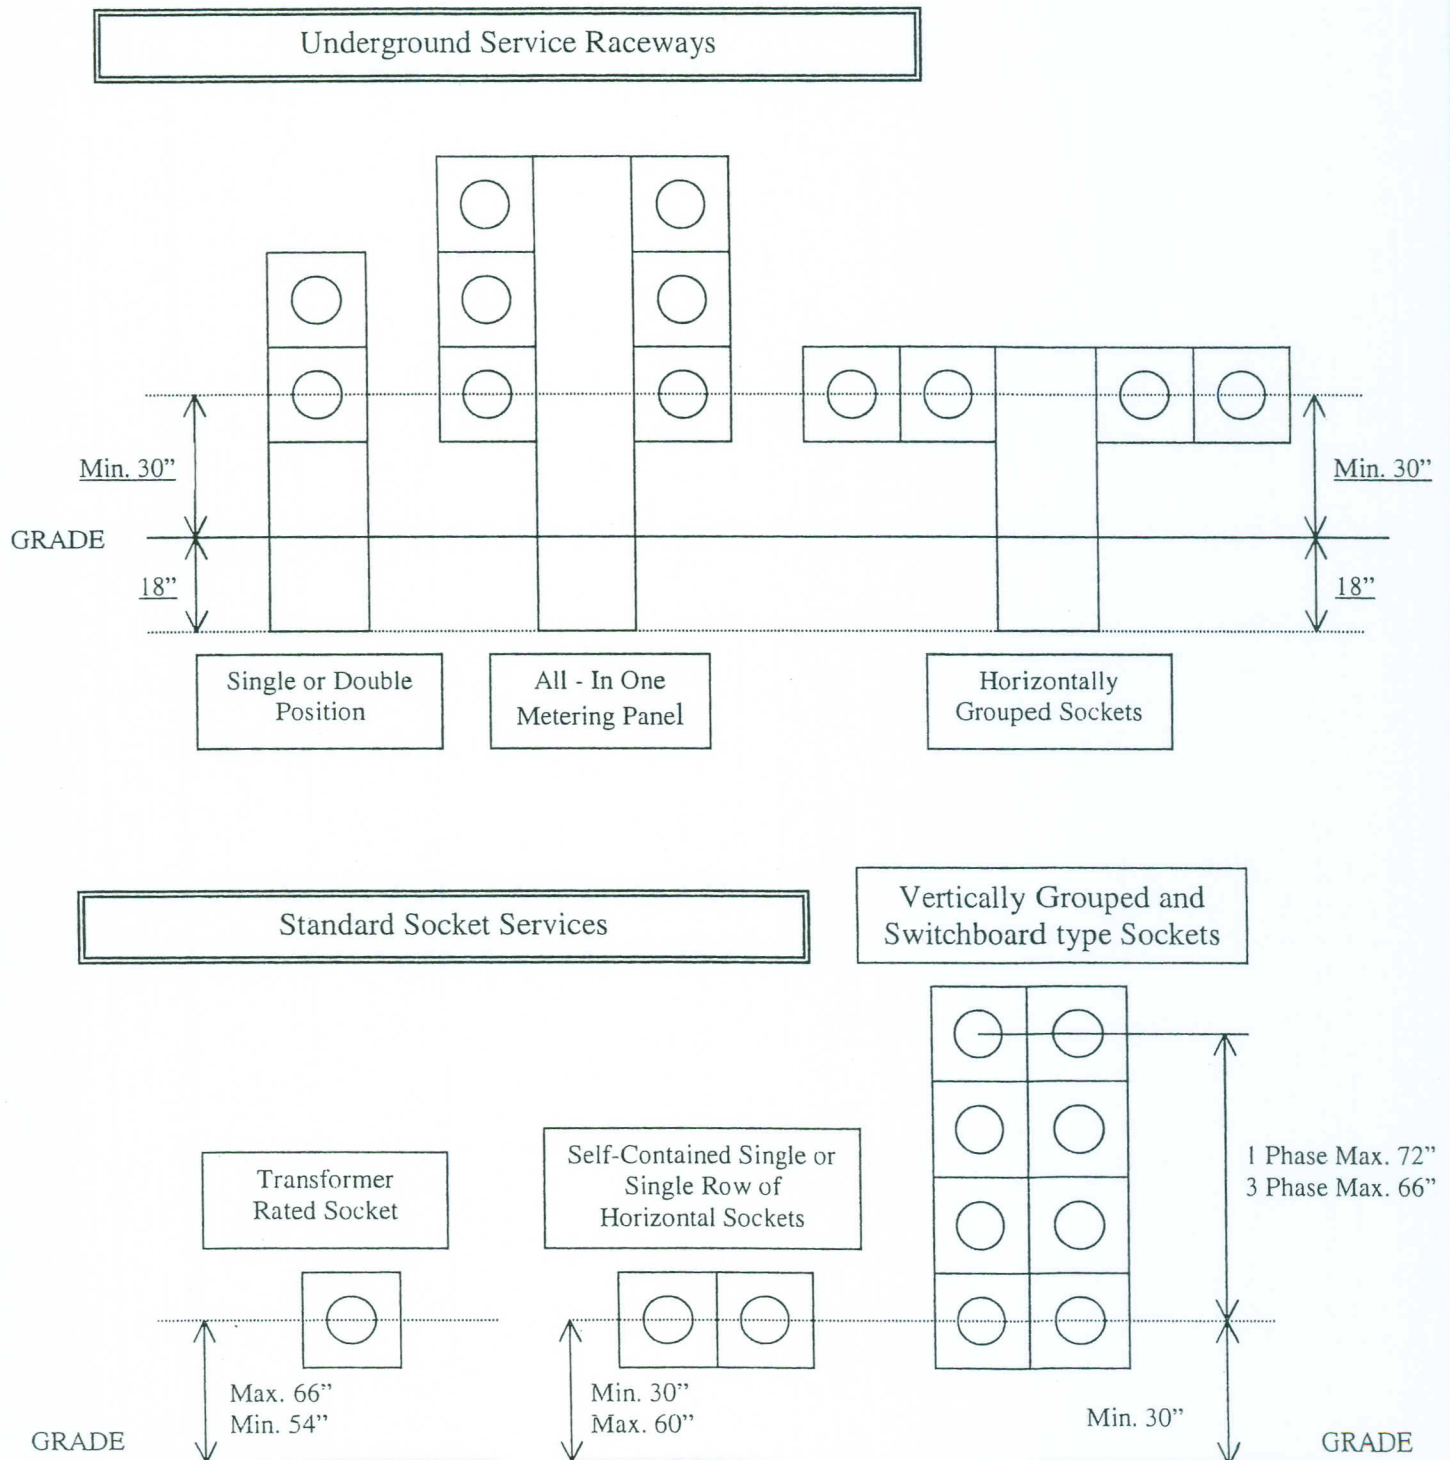 Underground Service Raceways
Min. 30”
Min. 30”
GRADE
18”
18”
Single or Double
Position
All - In One
Metering Panel
Horizontally
Grouped Sockets
Standard Socket Services
Vertically Grouped and
Switchboard type Sockets
Transformer
Rated Socket
Self-Contained Single or
Single Row of
Horizontal Sockets
1 Phase Max. 72”
3 Phase Max. 66”
Max. 66”
Min. 54”
Min. 30”
Max. 60”
Min. 30”
GRADE
GRADE